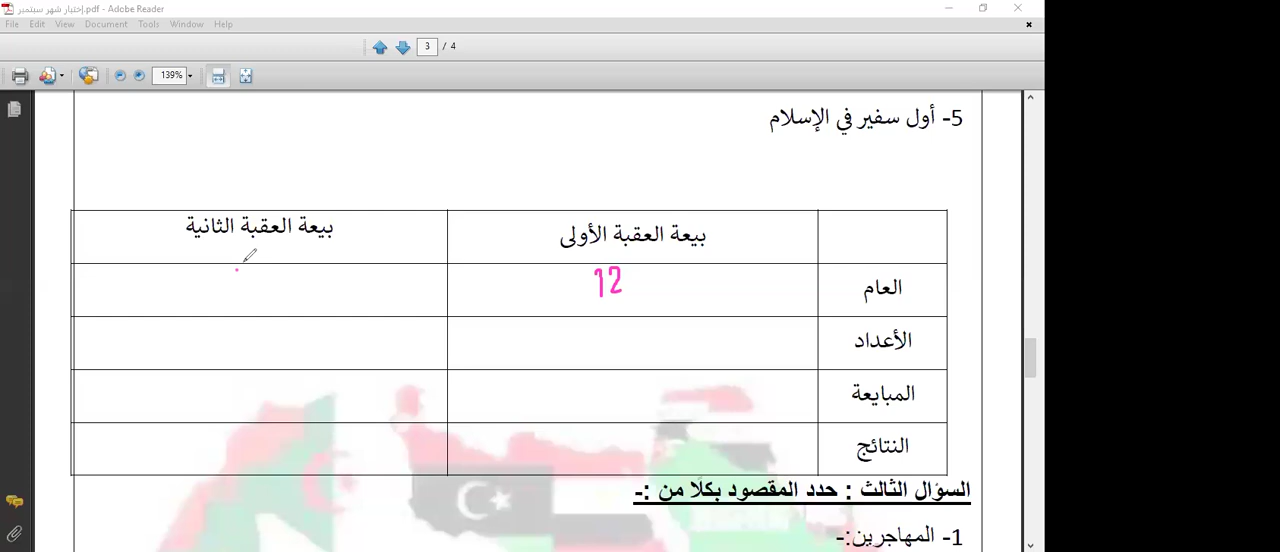 إختيار شهر سبتمبر.pdf - Adobe Reader
File Edit View Document Tools Window Help
3 / 4
139%
5- أول سفير في الإسلام
بيعة العقبة الأولى بيعة العقبة الثانية
العام 12
الأعداد
المبايعة
النتائج
السؤال الثالث : حدد المقصود بكلا من :-
1- المهاجرين:-